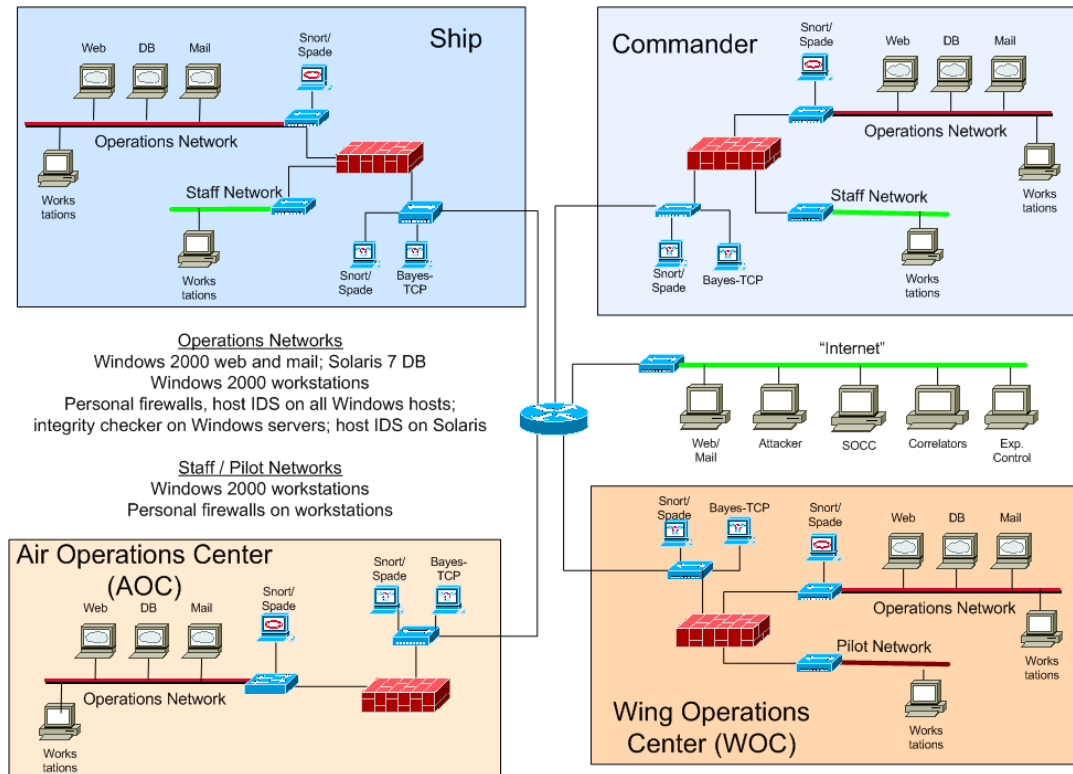 Ship
Web
DB
Mail
Snort/
Spade
Operations Network
Works
tations
Staff Network
Works
tations
Snort/
Spade
Bayes-
TCP
Commander
Snort/
Spade
Web
DB
Mail
Operations Network
Works
tations
Staff Network
Works
tations
Snort/
Spade
Bayes-TCP
Operations Networks
Windows 2000 web and mail; Solaris 7 DB
Windows 2000 workstations
Personal firewalls, host IDS on all Windows hosts;
integrity checker on Windows servers; host IDS on Solaris
Staff / Pilot Networks
Windows 2000 workstations
Personal firewalls on workstations
“Internet”
Web/
Mail
Attacker
SOCC
Correlators
Exp.
Control
Air Operations Center
(AOC)
Web
DB
Mail
Snort/
Spade
Snort/
Spade
Bayes-
TCP
Operations Network
Works
tations
Snort/
Spade
Bayes-TCP
Snort/
Spade
Web
DB
Mail
Operations Network
Works
tations
Pilot Network
Works
tations
Wing Operations
Center (WOC)